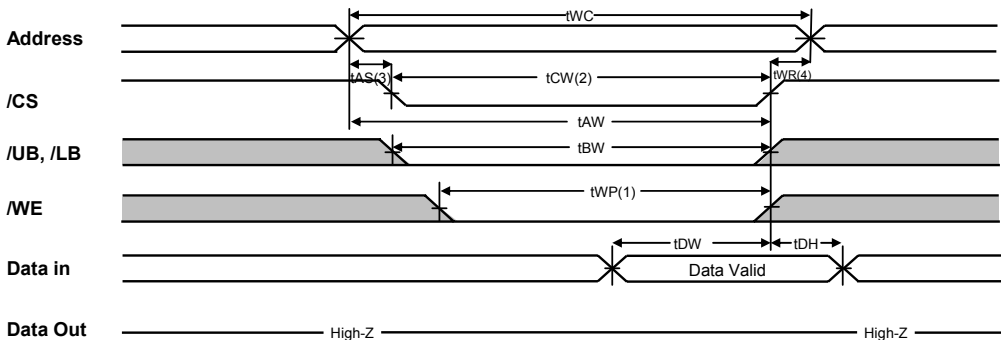 tWC
Address
tAS(3) tCW(2) tWR(4)
/CS
tAW
/UB, /LB tBW
/WE tWP(1)
tDW tDH
Data in Data Valid
Data Out High-Z High-Z